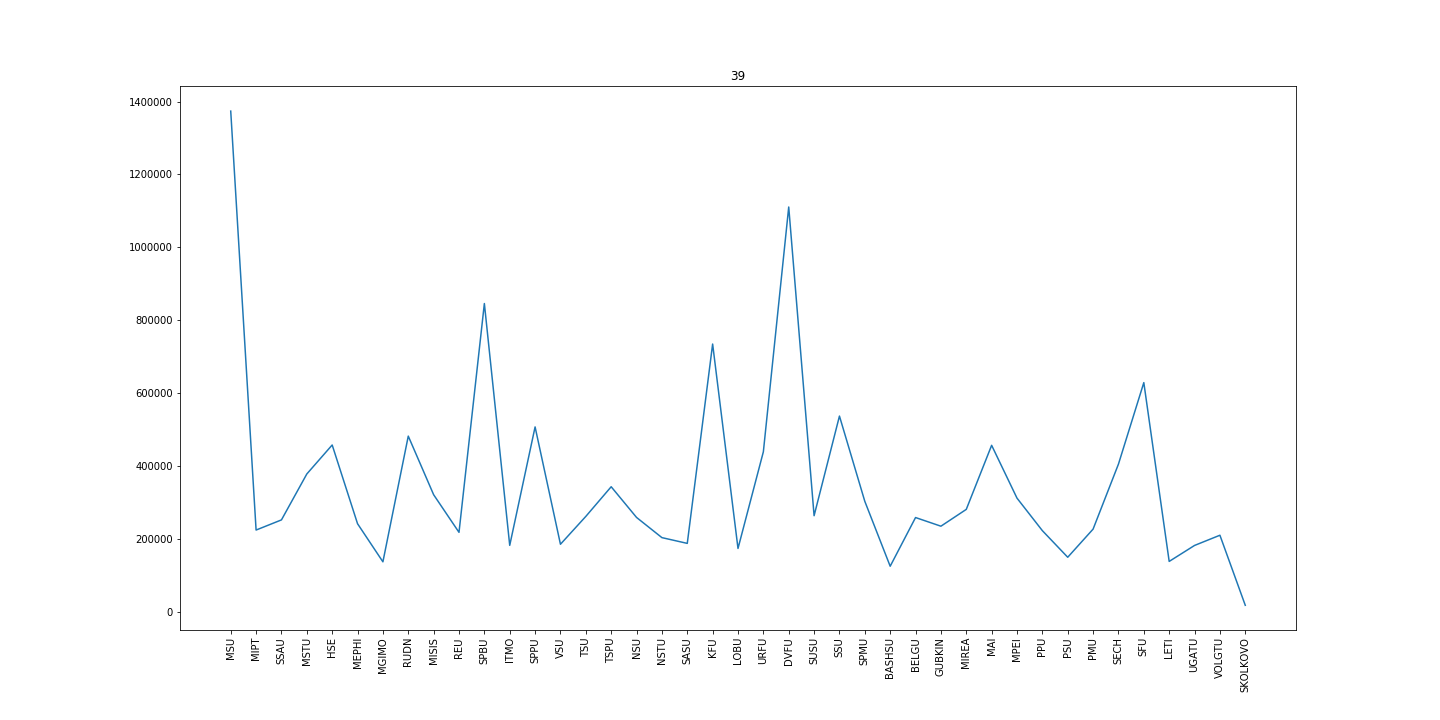 39
1400000
1200000
1000000
800000
600000
400000
200000
0
MSU
MIPT
SSAU
MSTU
HSE
MEPHI
MGIMO
RUDN
MISIS
REU
SPBU
ITMO
SPPU
VSU
TSU
TSPU
NSU
NSTU
SASU
KFU
LOBU
URFU
DVFU
SUSU
SSU
SPMU
BASHSU
BELGU
GUBKIN
MIREA
MAI
MPEI
PPU
PSU
PMU
SECH
SFU
LETI
UGATU
VOLGTU
SKOLKOVO